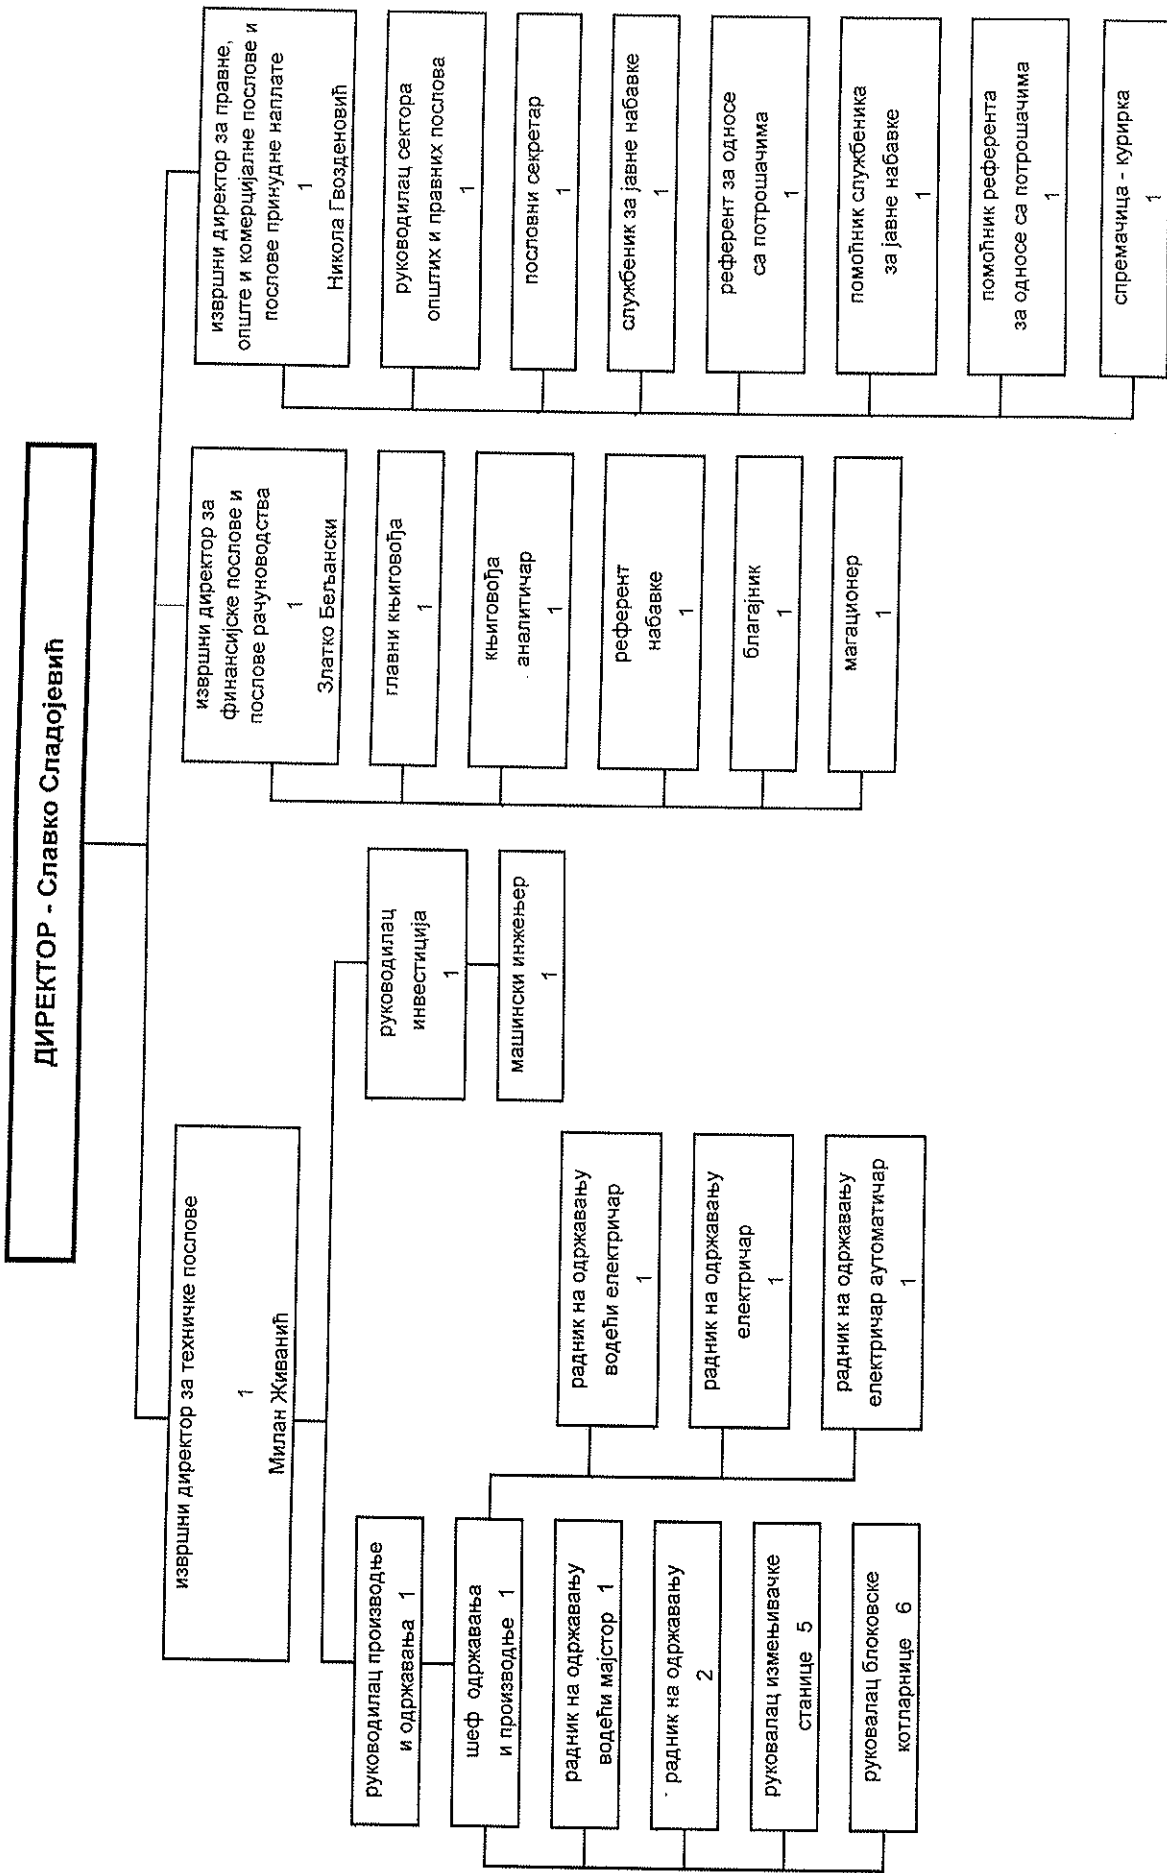 ДИРЕКТОР - Славко Сладојевић
извршни директор за техничке послове
1
Милан Живанић
руководилац производње
и одржавања 1
шеф одржавања
и производње 1
радник на одржавању
водећи мајстор 1
радник на одржавању
2
руковалац измењивачке
станице 5
руковалац блоковске
котларнице 6
радник на одржавању
водећи електричар
1
радник на одржавању
електричар
1
радник на одржавању
електричар аутоматичар
1
руководилац
инвестиција
1
машински инжењер
1
извршни директор за
финансијске послове и
послове рачуноводства
1
Златко Бељански
главни књиговођа
1
књиговођа
аналитичар
1
референт
набавке
1
благајник
1
магационер
1
извршни директор за правне,
опште и комерцијалне послове и
послове принудне наплате
1
Никола Гвозденовић
руководилац сектора
општих и правних послова
1
пословни секретар
1
службеник за јавне набавке
1
референт за односе
са потрошачима
1
помоћник службеника
за јавне набавке
1
помоћник референта
за односе са потрошачима
1
спремачица - курирка
1